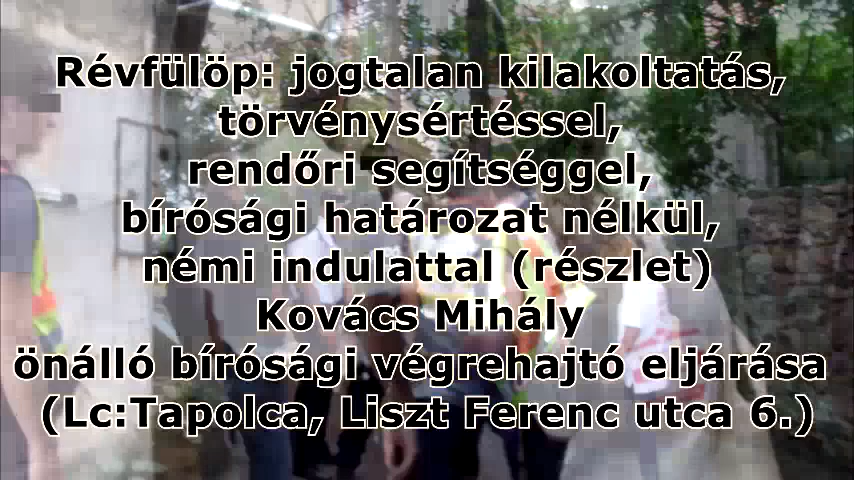 Révfülöp: jogtalan kilakoltatás,
törvénysértéssel,
rendőri segítséggel,
bírósági határozat nélkül,
némi indulattal (részlet)
Kovács Mihály
önálló bírósági végrehajtó eljárása
(Lc:Tapolca, Liszt Ferenc utca 6.)